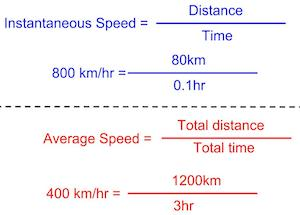 Instantaneous Speed = Distance / Time
800 km/hr = 80km / 0.1hr
Average Speed = Total distance / Total time
400 km/hr = 1200km / 3hr